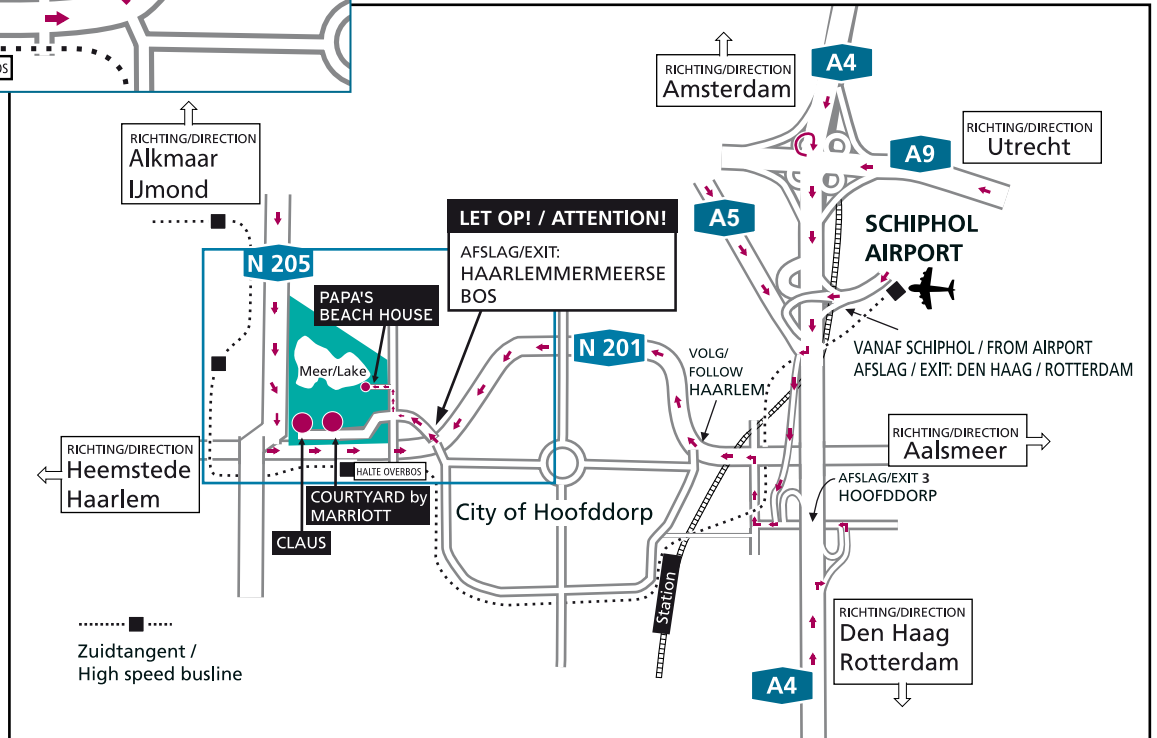 OS
A4
RICHTING/DIRECTION
Amsterdam
RICHTING/DIRECTION
Utrecht
A9
RICHTING/DIRECTION
Alkmaar
IJmond
A5
SCHIPHOL
AIRPORT
LET OP! / ATTENTION!
AFSLAG/EXIT:
HAARLEMMERMEERSE
BOS
N 205
PAPA'S
BEACH HOUSE
N 201
VOLG/
FOLLOW
HAARLEM
VANAF SCHIPHOL / FROM AIRPORT
AFSLAG / EXIT: DEN HAAG / ROTTERDAM
Meer/Lake
RICHTING/DIRECTION
Heemstede
Haarlem
RICHTING/DIRECTION
Aalsmeer
HALTE OVERBOS
AFSLAG/EXIT 3
HOOFDDORP
COURTYARD by
MARRIOTT
City of Hoofddorp
CLAUS
Station
RICHTING/DIRECTION
Den Haag
Rotterdam
Zuidtangent /
High speed busline
A4